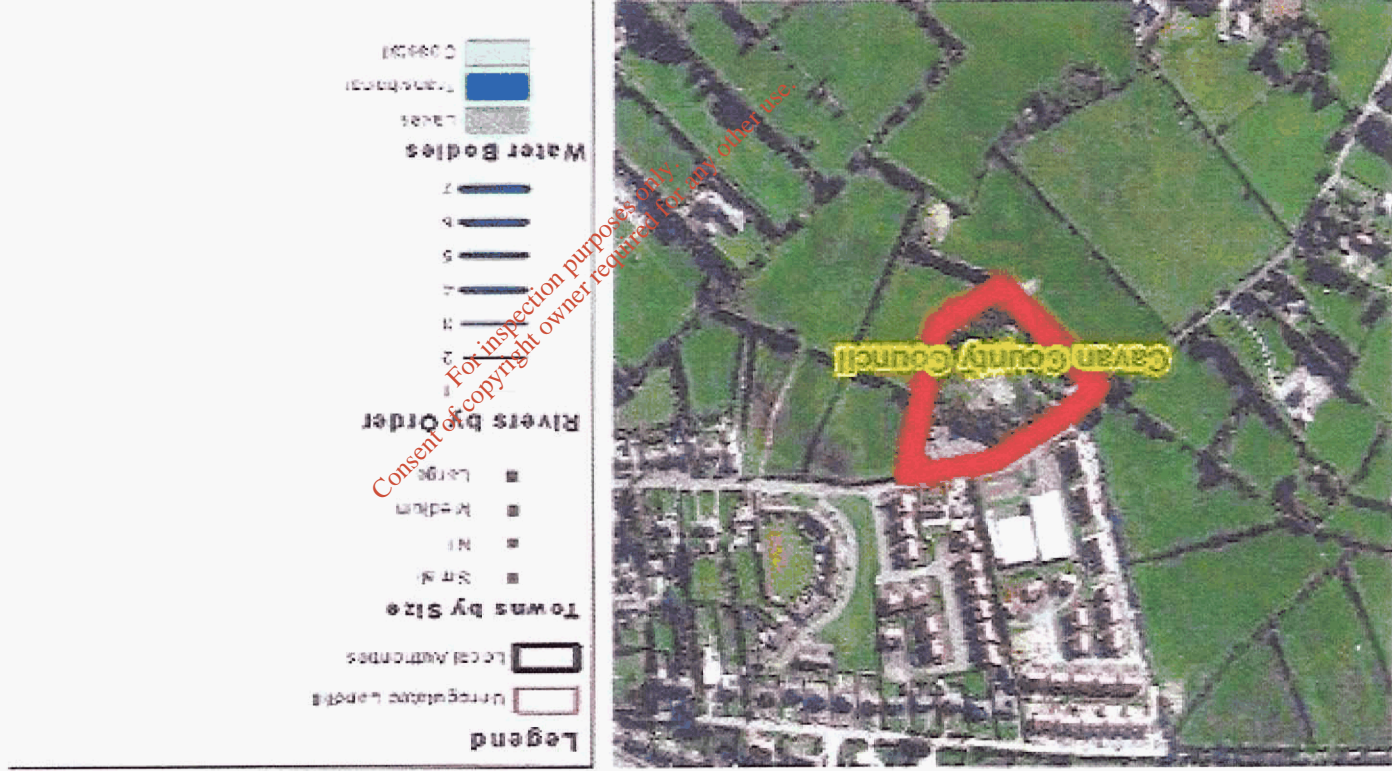 Legend
Unregulated Landfill
Local Authorities
Towns by Size
Small
Medium
Large
Rivers by Order
1
2
3
4
5
6
7
Water Bodies
Lakes
Transitional
Coastal
Cavan County Council
For inspection purposes only.
Consent of copyright owner required for any other use.